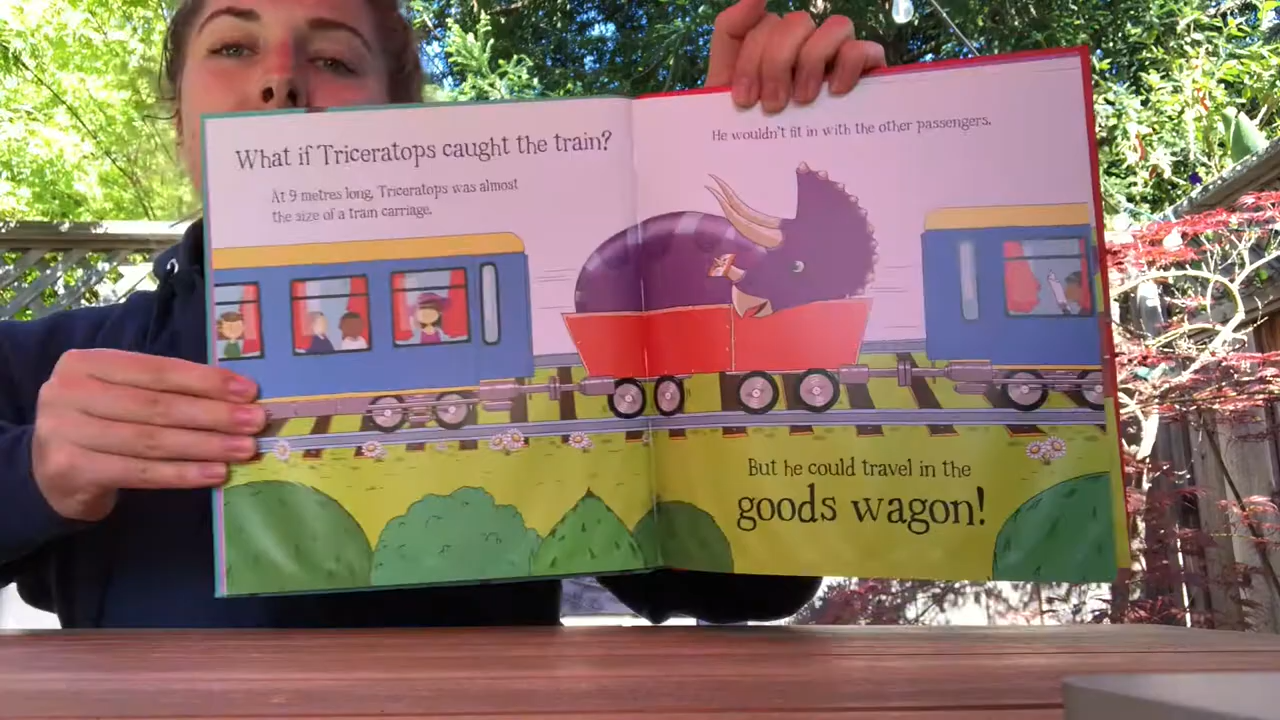 What if Triceratops caught the train?
At 9 metres long, Triceratops was almost
the size of a train carriage.
He wouldn't fit in with the other passengers.
But he could travel in the
goods wagon!